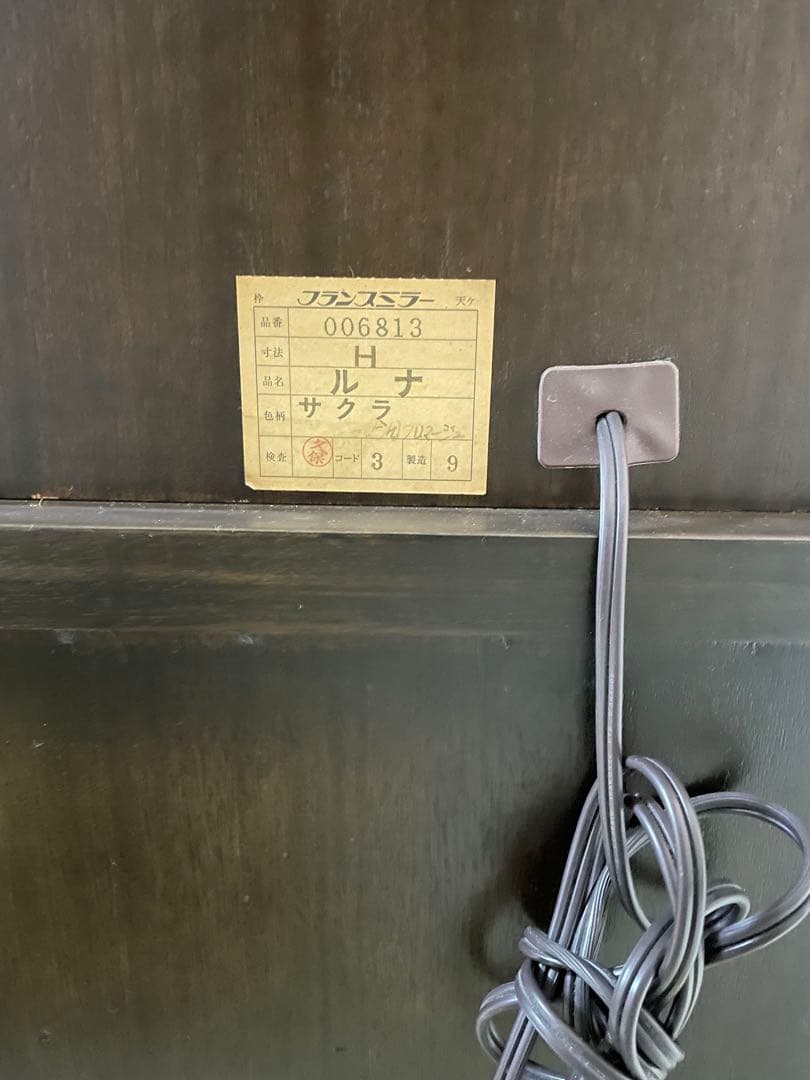 枠 フランスミラー 天ケ
品番 006813
寸法 H
品名 ルナ
色柄 サクラ
検査 コード 3 製造 9